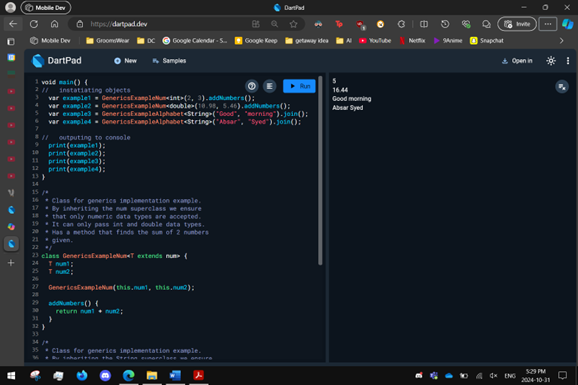 Mobile Dev
DartPad
https://dartpad.dev
Invite
Mobile Dev
GroomsWear
DC
Google Calendar - S...
Google Keep
getaway idea
AI
YouTube
Netflix
9Anime
Snapchat
Other favorites
DartPad
New
Samples
Open in
Run
1 void main() {
2 //   instatiating objects
3   var example1 = GenericsExampleNum<int>(2, 3).addNumbers();
4   var example2 = GenericsExampleNum<double>(10.98, 5.46).addNumbers();
5   var example3 = GenericsExampleAlphabet<String>("Good", "morning").join();
6   var example4 = GenericsExampleAlphabet<String>("Absar", "Syed").join();
7
8 //   outputing to console
9   print(example1);
10   print(example2);
11   print(example3);
12   print(example4);
13 }
14
15 /*
16  * Class for generics implementation example.
17  * By inheriting the num superclass we ensure
18  * that only numeric data types are accepted.
19  * It can only pass int and double data types.
20  * Has a method that finds the sum of 2 numbers
21  * given.
22  */
23 class GenericsExampleNum<T extends num> {
24   T num1;
25   T num2;
26
27   GenericsExampleNum(this.num1, this.num2);
28
29   addNumbers() {
30     return num1 + num2;
31   }
32 }
33
34 /*
35  * Class for generics implementation example.
36  * By inheriting the String superclass we ensure
5
16.44
Good morning
Absar Syed
5:29 PM
2024-10-31